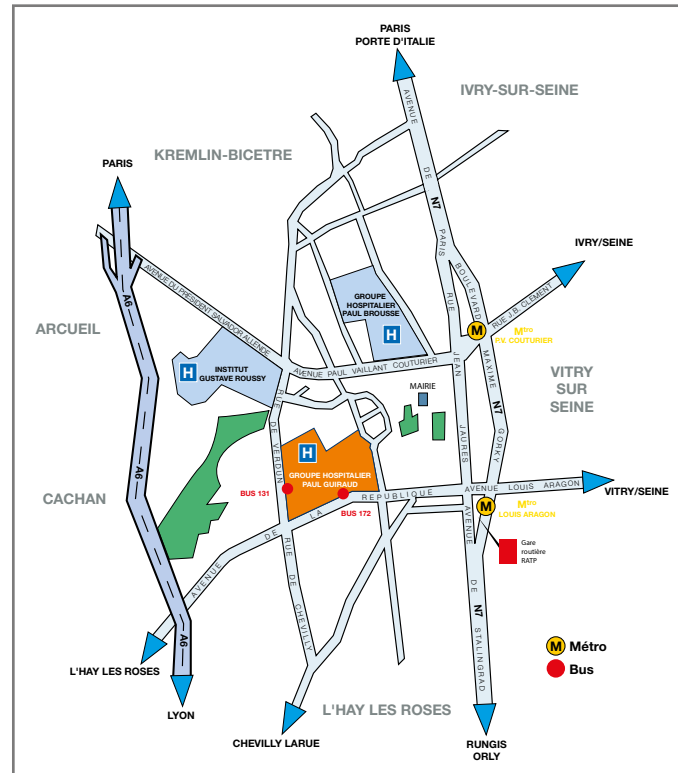 PARIS
PORTE D'ITALIE
IVRY-SUR-SEINE
KREMLIN-BICETRE
PARIS
AVENUE
DE
N7
PARIS
IVRY/SEINE
BOULEVARD
RUE J.B. CLEMENT
A6
AVENUE DU PRESIDENT SALVADOR ALLENDE
GROUPE
HOSPITALIER
PAUL BROUSSE
H
RUE
M
Mtro
P.V. COUTURIER
ARCUEIL
H
INSTITUT
GUSTAVE ROUSSY
AVENUE PAUL VAILLANT COUTURIER
JEAN
MAXIME
VITRY
SUR
SEINE
MAIRIE
RUE DE VERDUN
N7
JAURES
GORKY
H
GROUPE HOSPITALIER
PAUL GUIRAUD
A6
CACHAN
BUS 131
BUS 172
AVENUE DE LA REPUBLIQUE
AVENUE LOUIS ARAGON
VITRY/SEINE
M
Mtro
LOUIS ARAGON
Gare
routière
RATP
RUE DE CHEVILLY
AVENUE
DE
N7
STALINGRAD
A6
M Métro
Bus
L'HAY LES ROSES
LYON
L'HAY LES ROSES
CHEVILLY LARUE
RUNGIS
ORLY